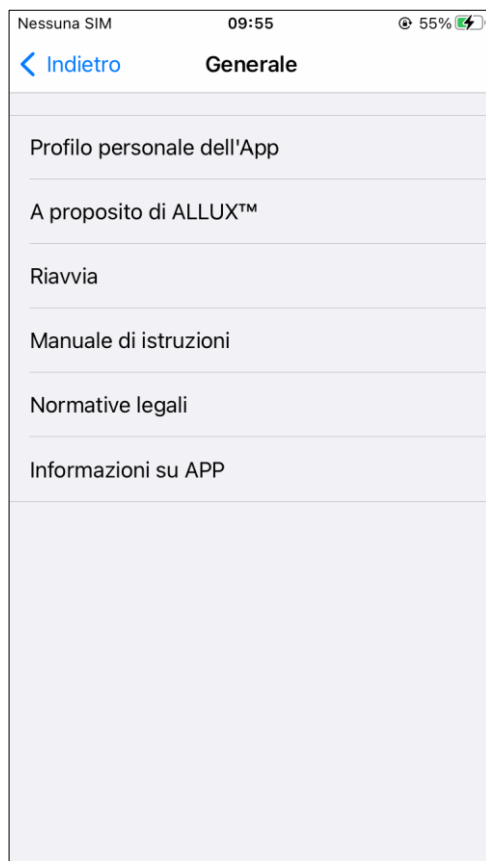 Nessuna SIM 09:55 55%
Indietro Generale
Profilo personale dell'App
A proposito di ALLUX™
Riavvia
Manuale di istruzioni
Normative legali
Informazioni su APP